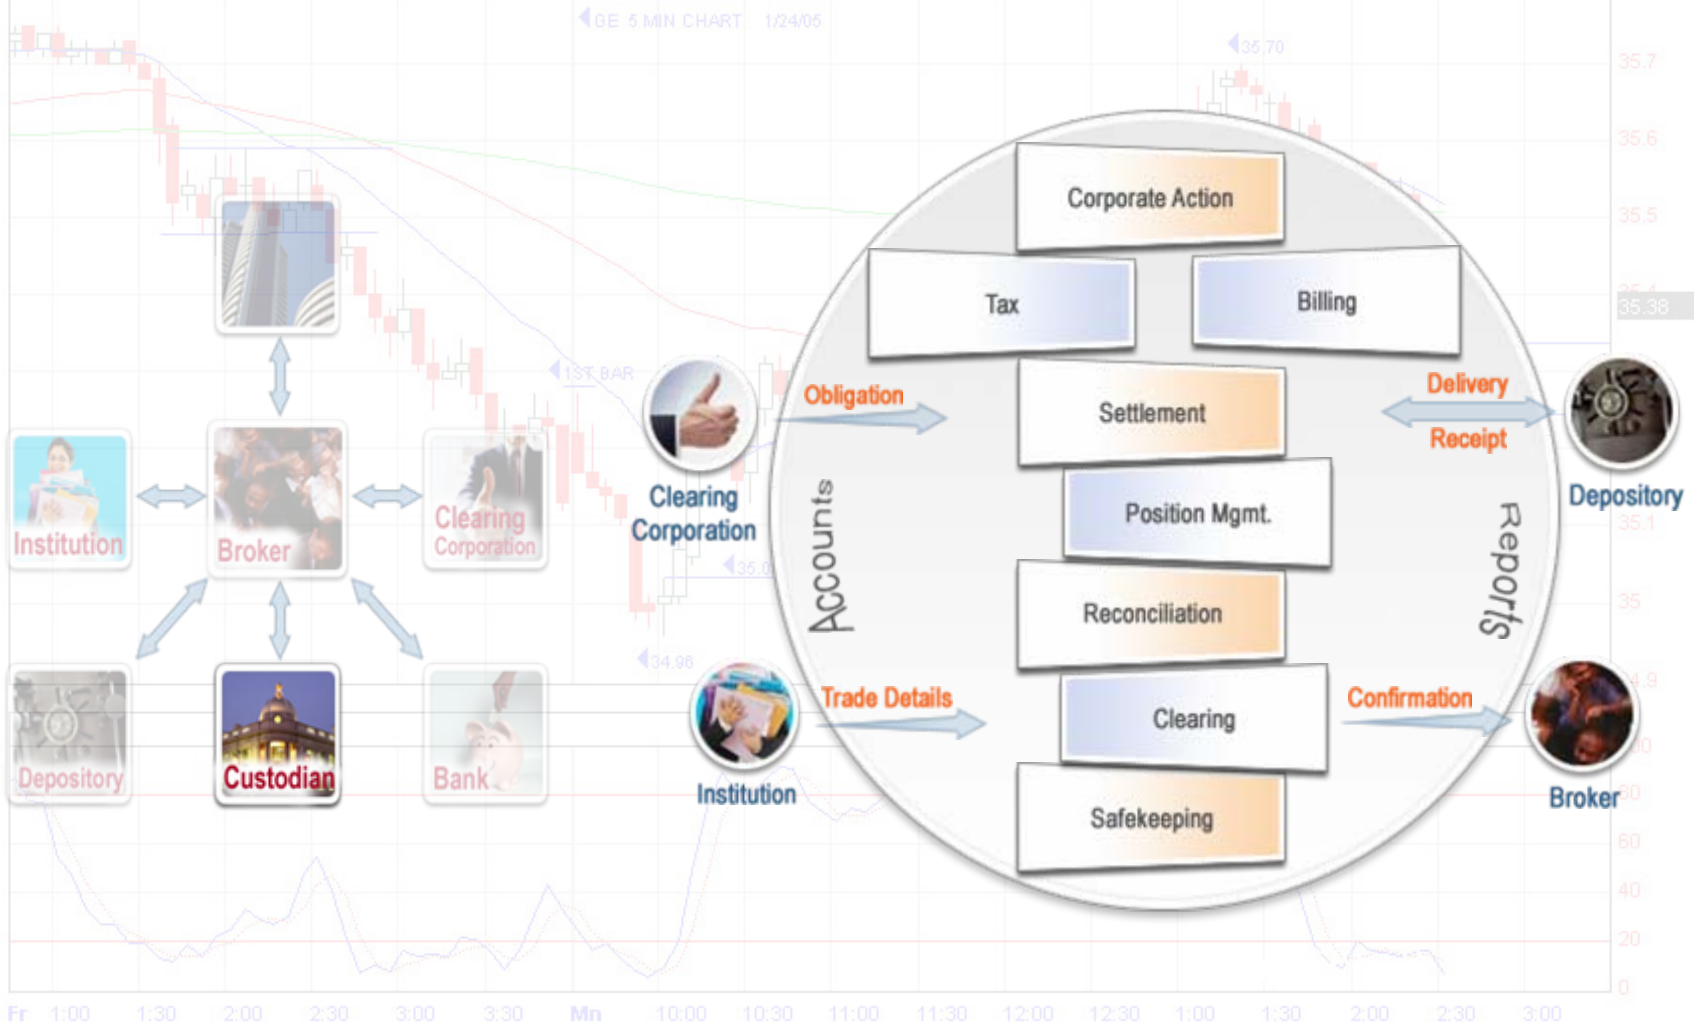 GE 5 MIN CHART 1/24/05
35.70
35.7
35.6
35.5
35.38
1ST BAR
35.1
35
34.98
60
40
20
0
Institution
Broker
Clearing
Corporation
Depository
Custodian
Bank
Corporate Action
Tax
Billing
Settlement
Position Mgmt.
Reconciliation
Clearing
Safekeeping
Accounts
Reports
Obligation
Clearing
Corporation
Delivery
Receipt
Depository
Trade Details
Institution
Confirmation
Broker
Fr 1:00 1:30 2:00 2:30 3:00 3:30 Mn 10:00 10:30 11:00 11:30 12:00 12:30 1:00 1:30 2:00 2:30 3:00